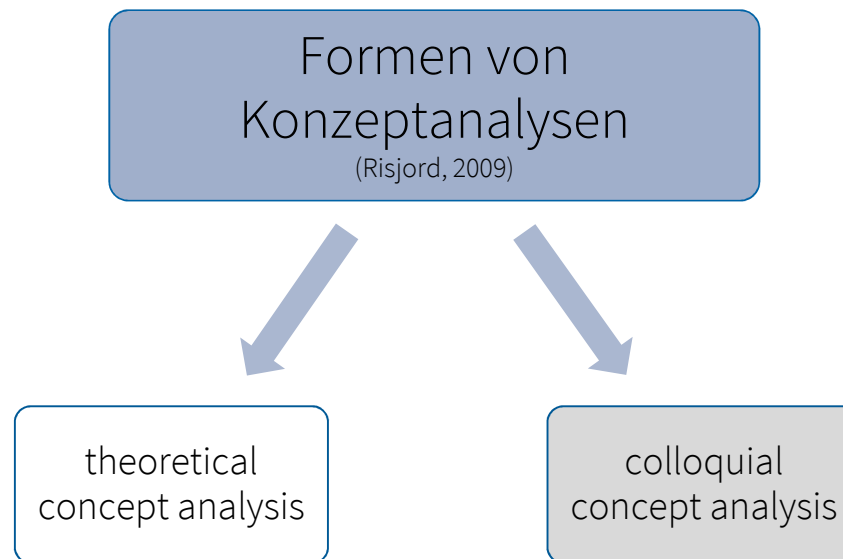 Formen von
Konzeptanalysen
(Risjord, 2009)
theoretical
concept analysis
colloquial
concept analysis